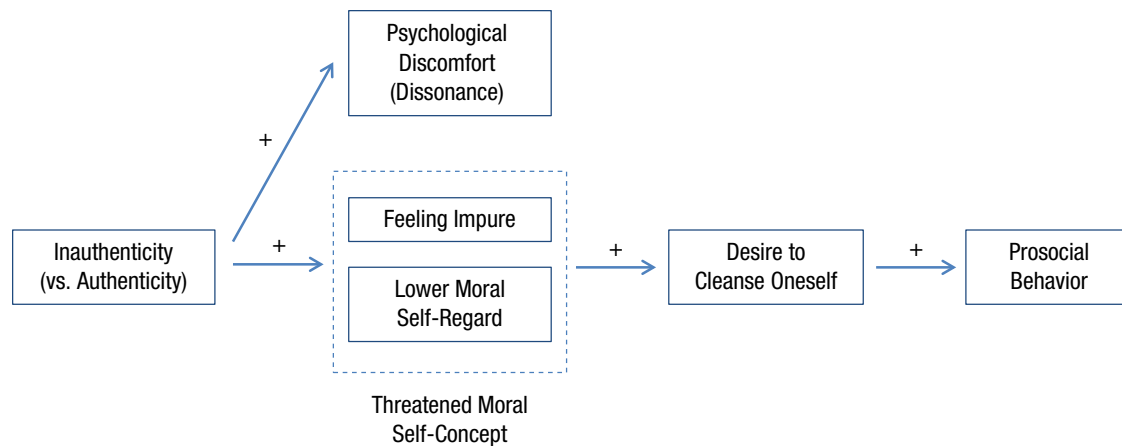 Psychological
Discomfort
(Dissonance)
+
Inauthenticity
(vs. Authenticity)
+
Feeling Impure
Lower Moral
Self-Regard
Threatened Moral
Self-Concept
+
Desire to
Cleanse Oneself
+
Prosocial
Behavior